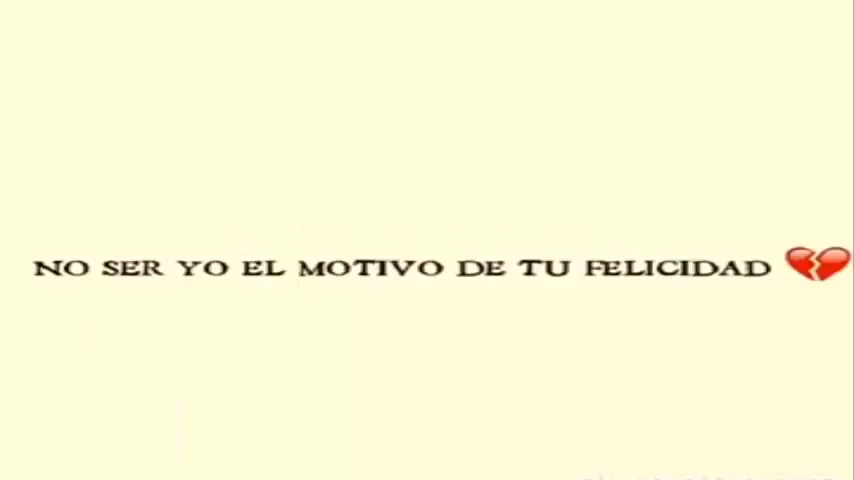 NO SER YO EL MOTIVO DE TU FELICIDAD 💔